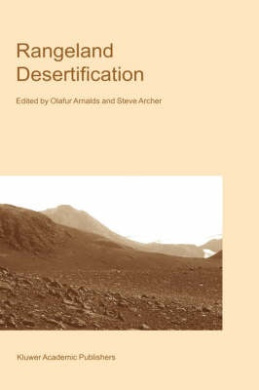 Rangeland
Desertification
Edited by Olafur Arnalds and Steve Archer
Kluwer Academic Publishers